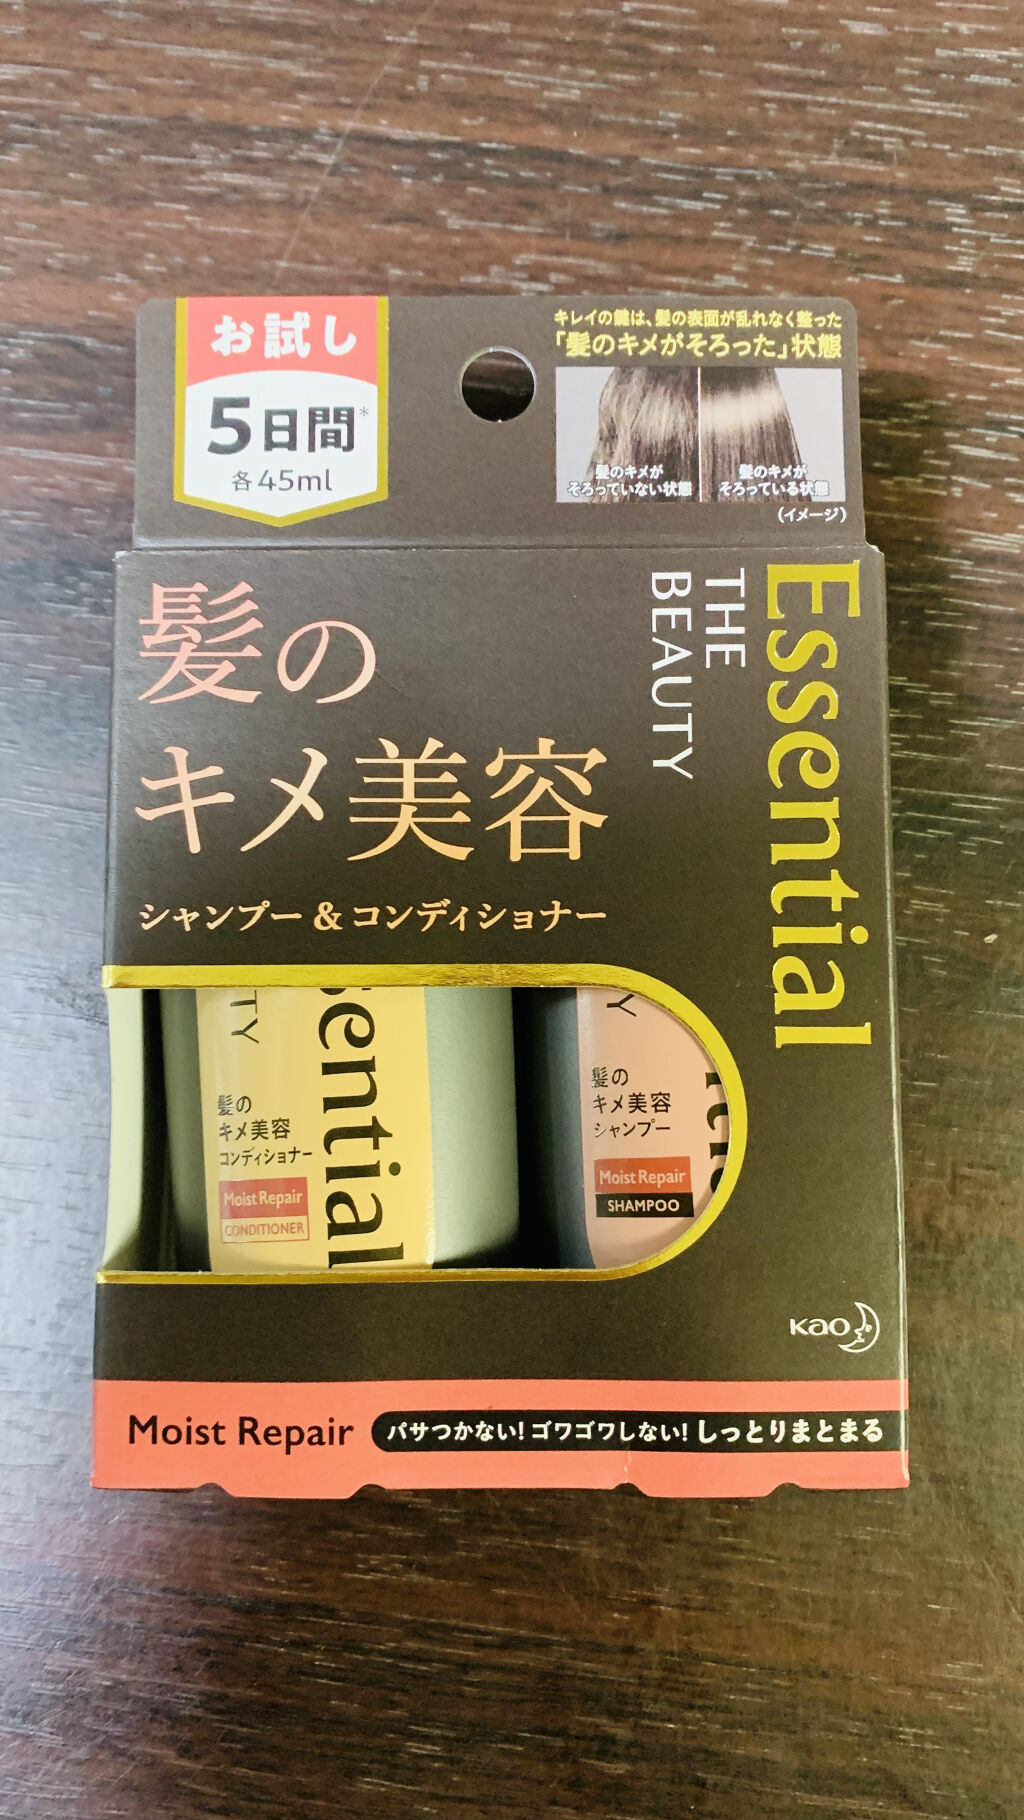 お試し
5日間*
各45ml
キレイの鍵は、髪の表面が乱れなく整った
「髪のキメがそろった」状態
髪のキメが
そろっていない状態
髪のキメが
そろっている状態
(イメージ)
髪の
キメ美容
シャンプー&コンディショナー
Essential
THE
BEAUTY
TY
sential
髪の
キメ美容
コンディショナー
Moist Repair
CONDITIONER
Y
髪の
キメ美容
シャンプー
Moist Repair
SHAMPOO
Kao
Moist Repair
パサつかない!ゴワゴワしない!しっとりまとまる